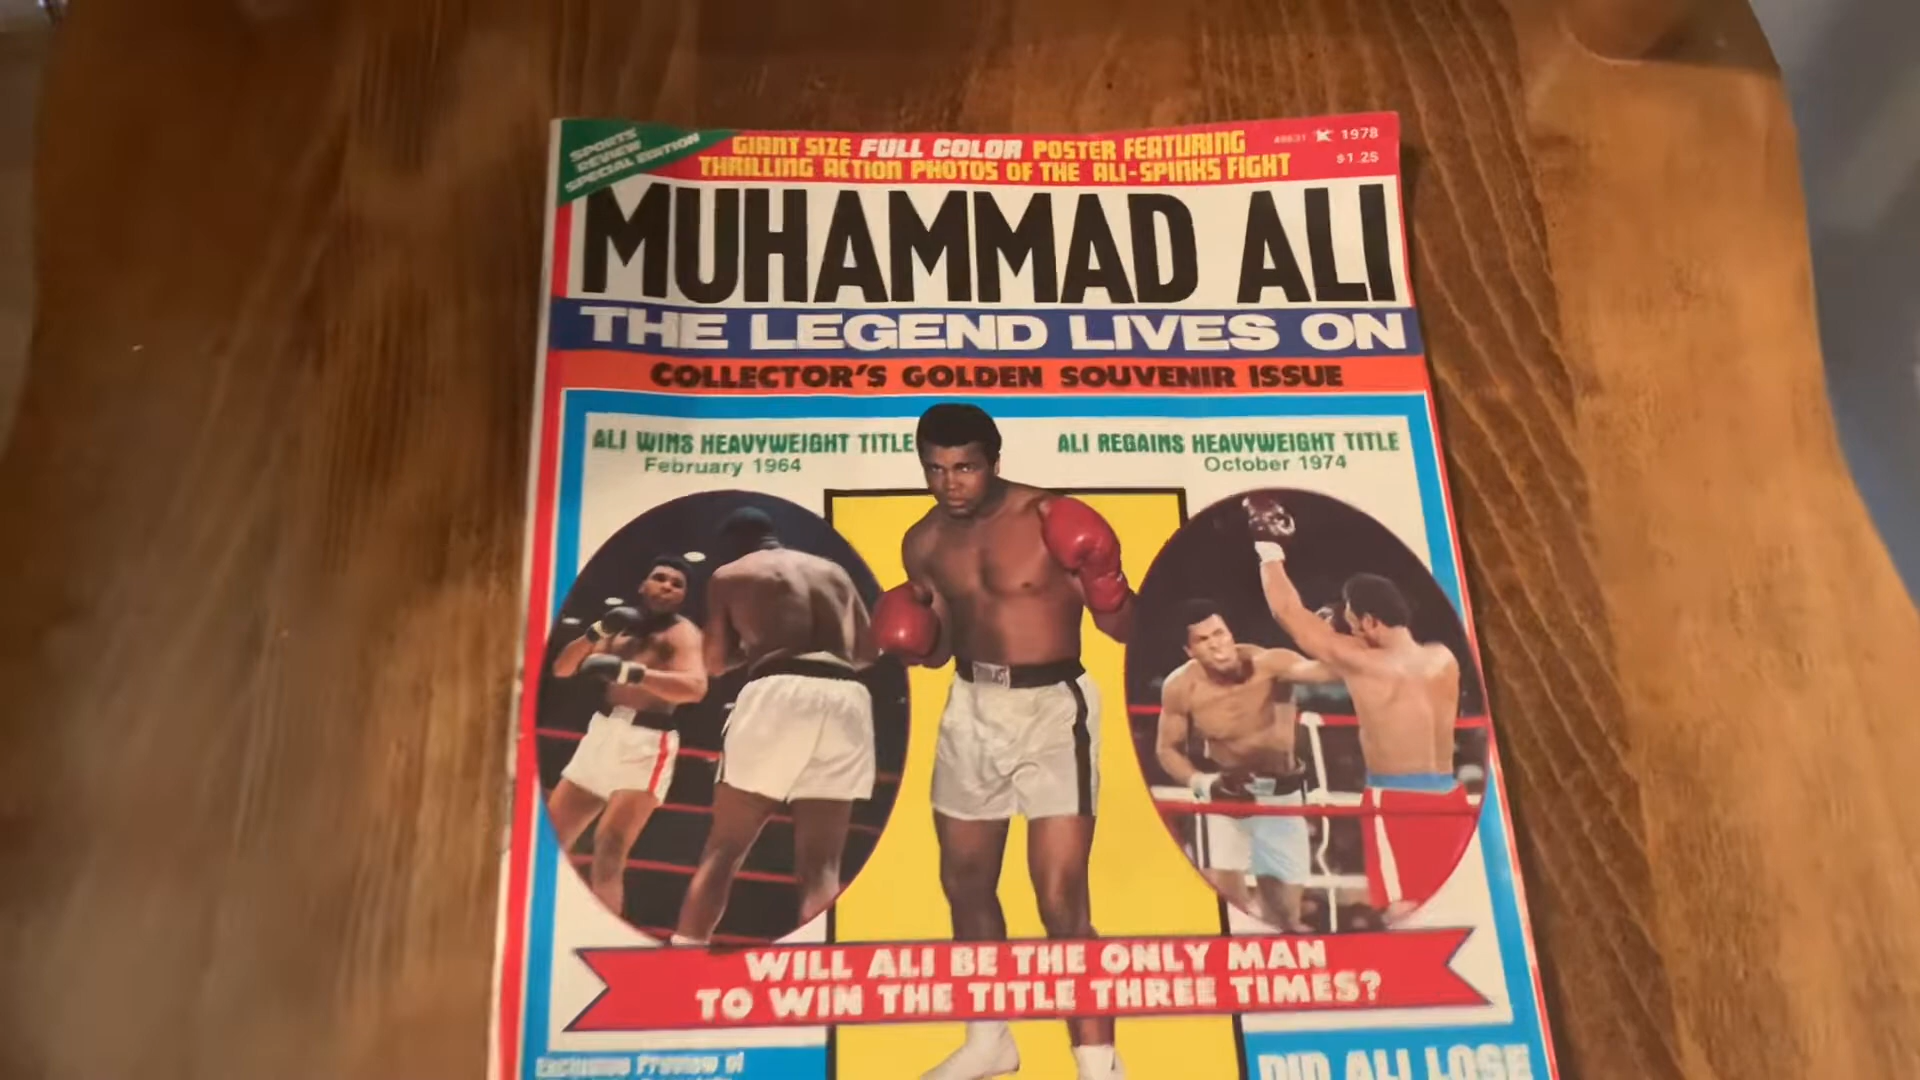 SPORTS
REVIEW
SPECIAL EDITION
GIANT SIZE FULL COLOR POSTER FEATURING
THRILLING ACTION PHOTOS OF THE ALI-SPINKS FIGHT
1978
$1.25
MUHAMMAD ALI
THE LEGEND LIVES ON
COLLECTOR'S GOLDEN SOUVENIR ISSUE
ALI WINS HEAVYWEIGHT TITLE
February 1964
ALI REGAINS HEAVYWEIGHT TITLE
October 1974
WILL ALI BE THE ONLY MAN
TO WIN THE TITLE THREE TIMES?
Exclusive Preview of
DID ALI LOSE